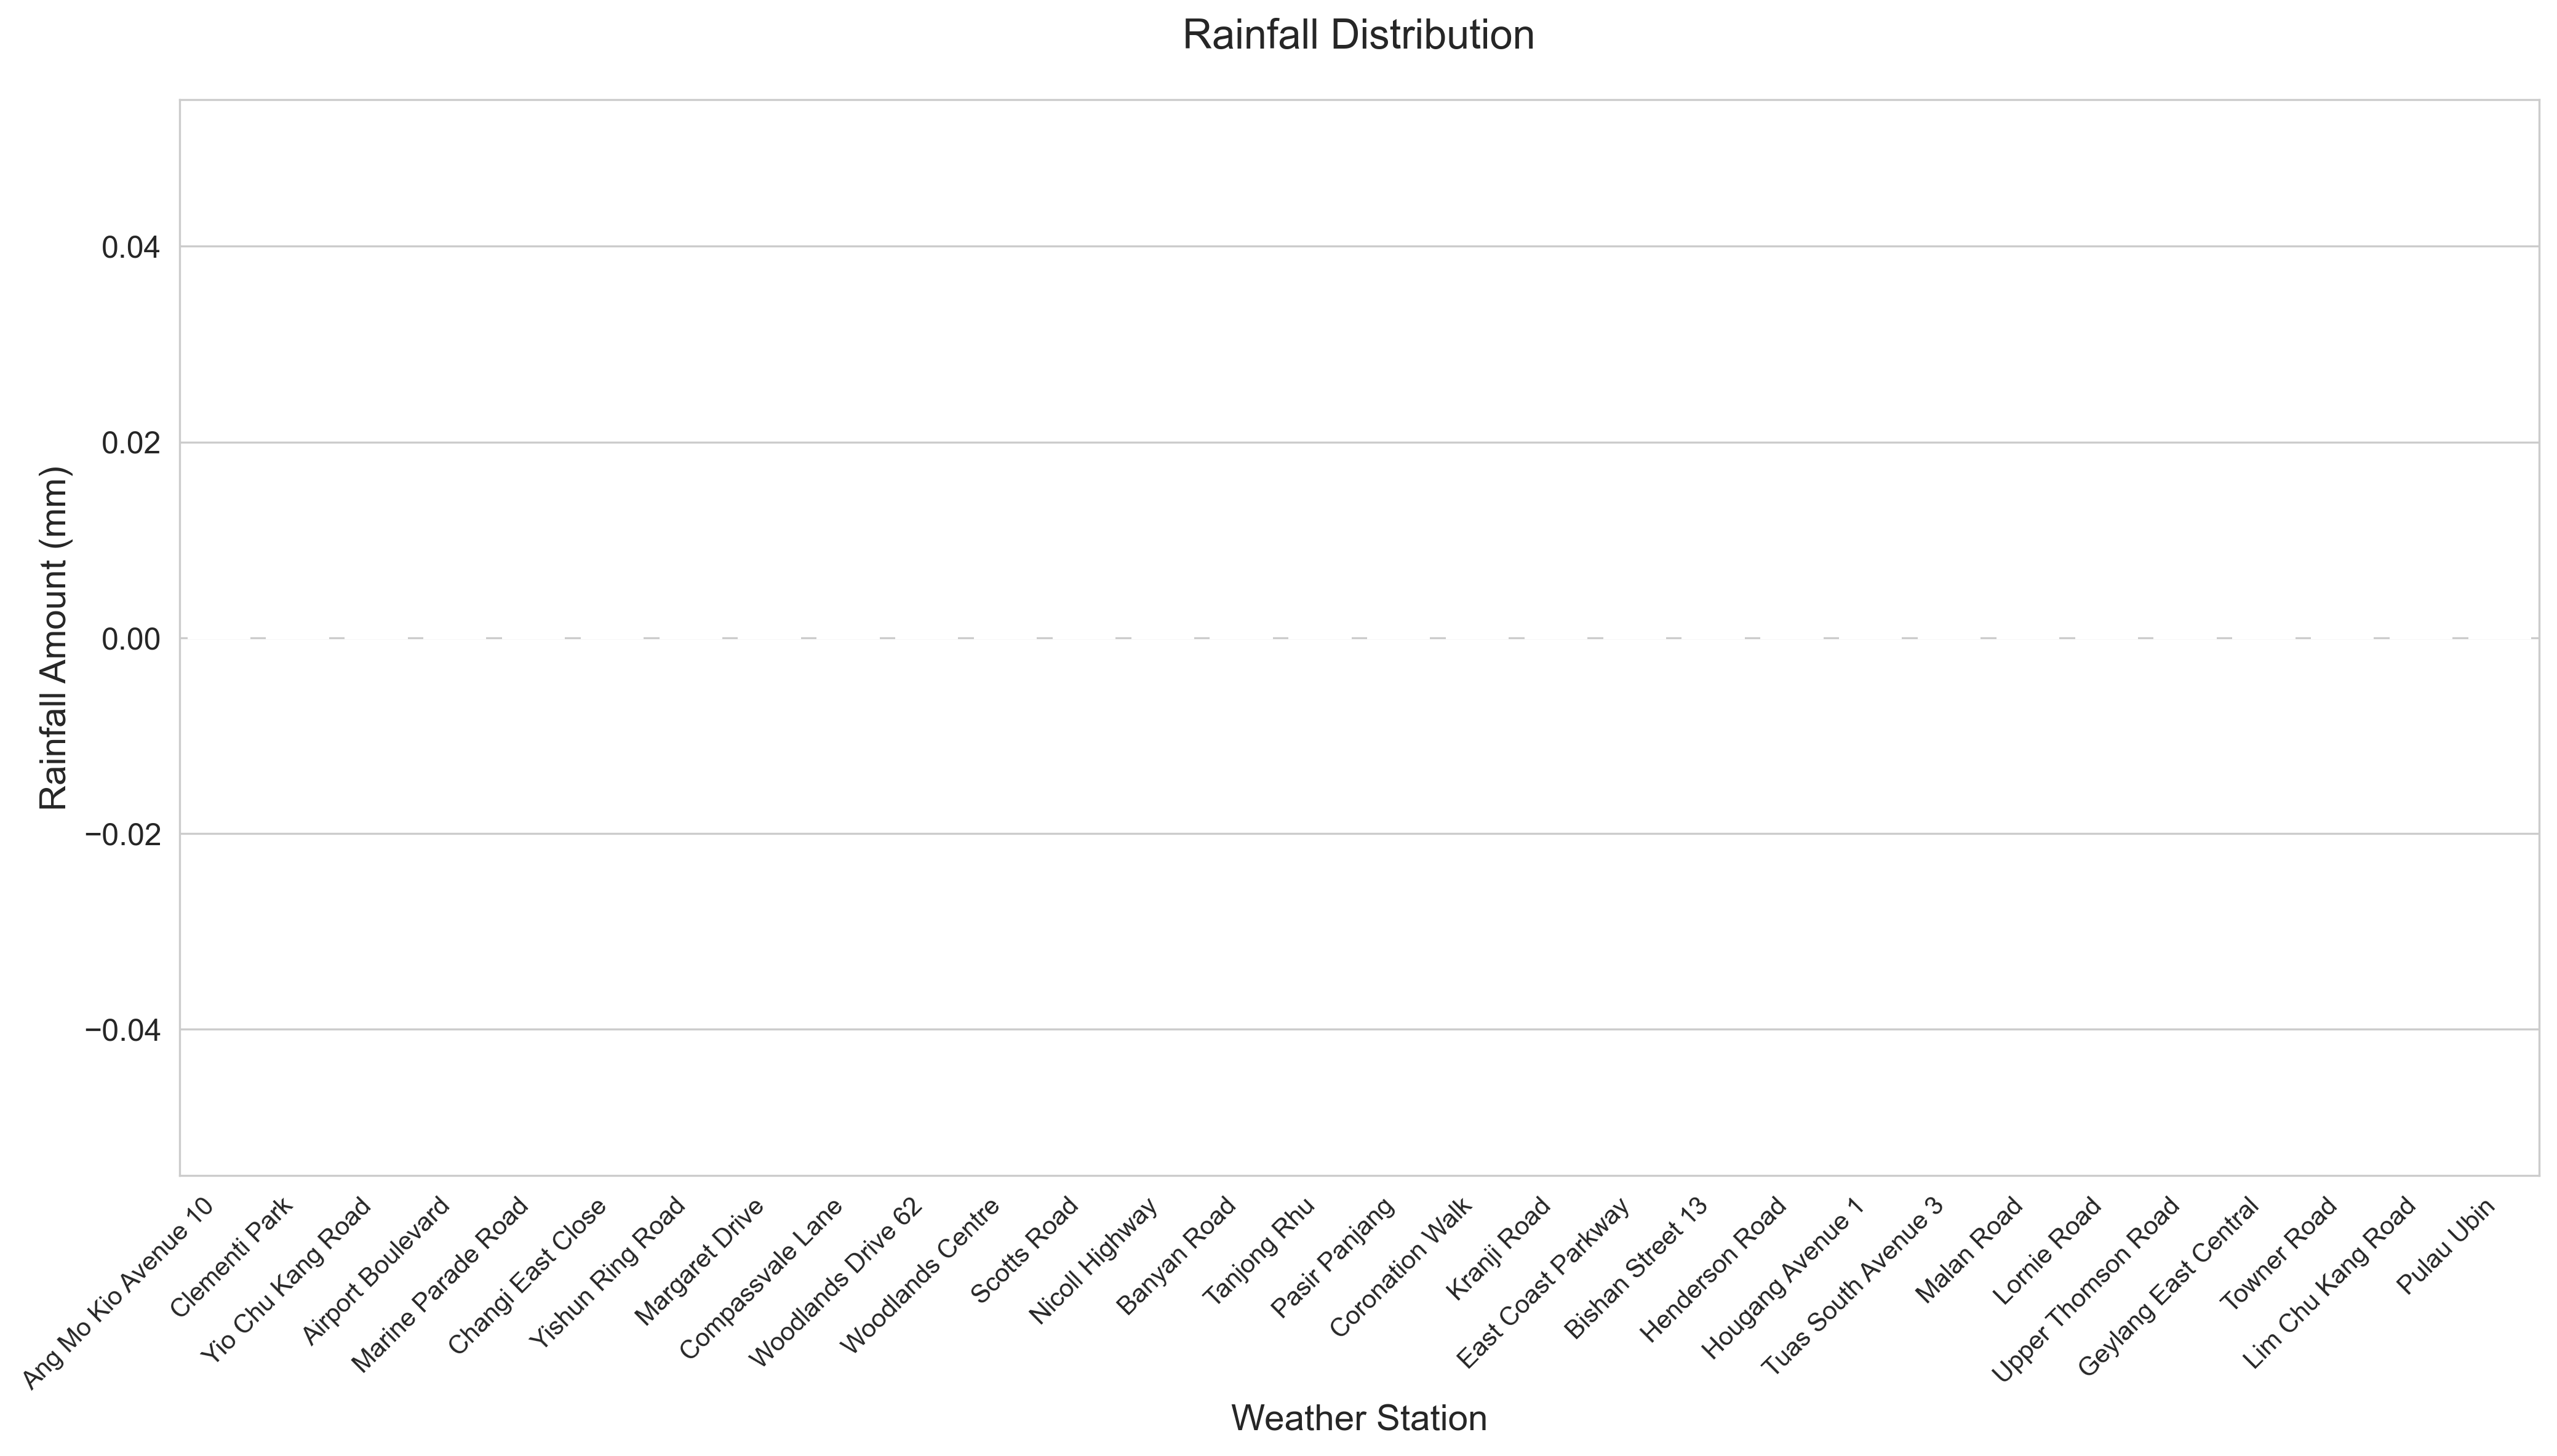 Rainfall Distribution
Rainfall Amount (mm)
0.04
0.02
0.00
−0.02
−0.04
Ang Mo Kio Avenue 10
Clementi Park
Yio Chu Kang Road
Airport Boulevard
Marine Parade Road
Changi East Close
Yishun Ring Road
Margaret Drive
Compassvale Lane
Woodlands Drive 62
Woodlands Centre
Scotts Road
Nicoll Highway
Banyan Road
Tanjong Rhu
Pasir Panjang
Coronation Walk
Kranji Road
East Coast Parkway
Bishan Street 13
Henderson Road
Hougang Avenue 1
Tuas South Avenue 3
Malan Road
Lornie Road
Upper Thomson Road
Geylang East Central
Towner Road
Lim Chu Kang Road
Pulau Ubin
Weather Station